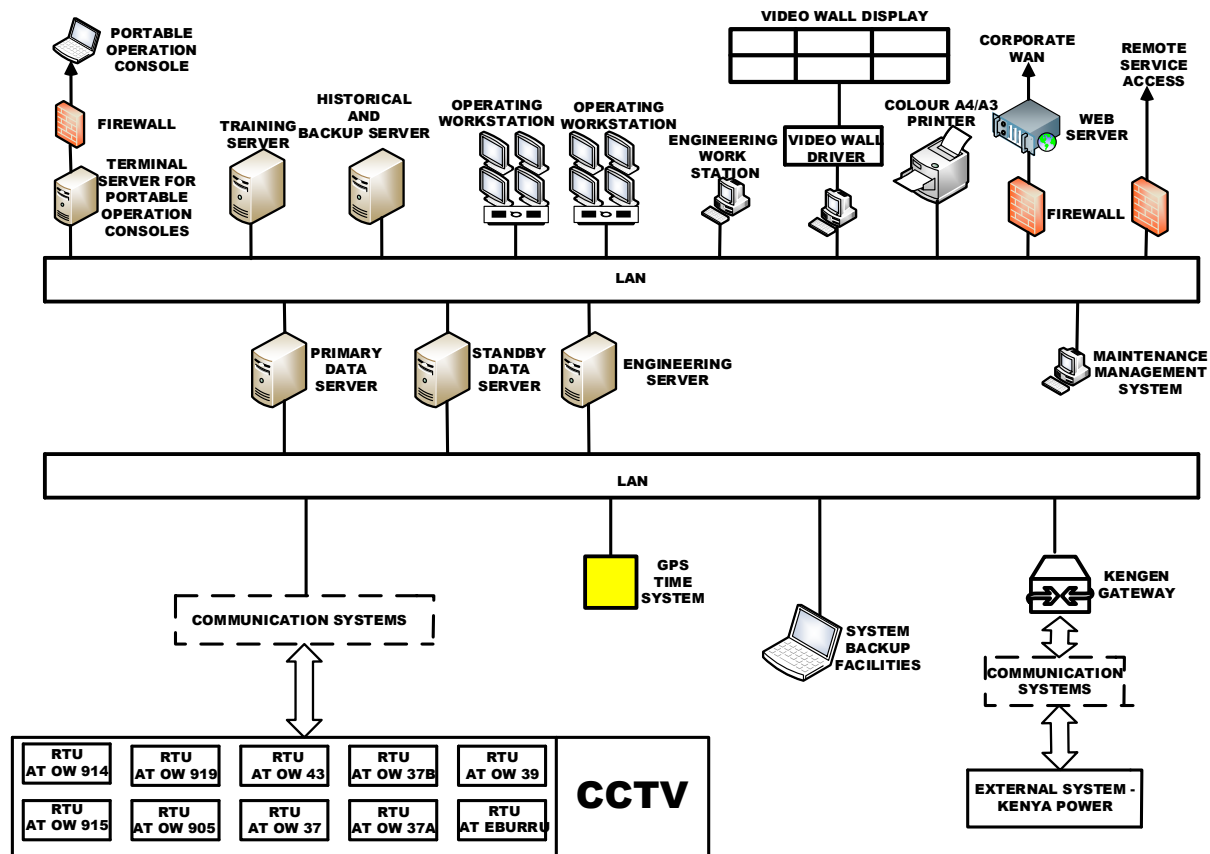 PORTABLE
OPERATION
CONSOLE
FIREWALL
TERMINAL
SERVER FOR
PORTABLE
OPERATION
CONSOLES
TRAINING
SERVER
HISTORICAL
AND
BACKUP SERVER
OPERATING
WORKSTATION
OPERATING
WORKSTATION
ENGINEERING
WORK
STATION
VIDEO WALL DISPLAY
VIDEO WALL
DRIVER
COLOUR A4/A3
PRINTER
CORPORATE
WAN
WEB
SERVER
FIREWALL
REMOTE
SERVICE
ACCESS
LAN
PRIMARY
DATA
SERVER
STANDBY
DATA
SERVER
ENGINEERING
SERVER
MAINTENANCE
MANAGEMENT
SYSTEM
LAN
COMMUNICATION SYSTEMS
GPS
TIME
SYSTEM
SYSTEM
BACKUP
FACILITIES
KENGEN
GATEWAY
COMMUNICATION
SYSTEMS
EXTERNAL SYSTEM -
KENYA POWER
RTU
AT OW 914
RTU
AT OW 919
RTU
AT OW 43
RTU
AT OW 37B
RTU
AT OW 39
RTU
AT OW 915
RTU
AT OW 905
RTU
AT OW 37
RTU
AT OW 37A
RTU
AT EBURRU
CCTV